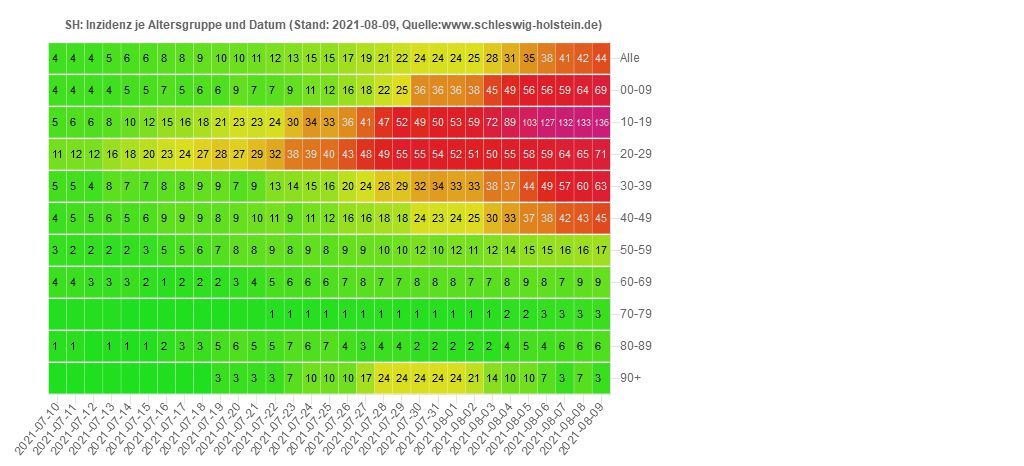 SH: Inzidenz je Altersgruppe und Datum (Stand: 2021-08-09, Quelle:www.schleswig-holstein.de)
4 4 4 5 6 6 8 8 9 10 10 11 12 13 15 15 17 19 21 22 24 24 24 25 28 31 35 38 41 42 44 Alle
4 4 4 4 5 5 7 5 6 6 9 7 7 9 11 12 16 18 22 25 36 36 36 38 45 49 56 56 59 64 69 00-09
5 6 6 8 10 12 15 16 18 21 23 23 24 30 34 33 36 41 47 52 49 50 53 59 72 89 103 127 132 133 136 10-19
11 12 12 16 18 20 23 24 27 28 27 29 32 38 39 40 43 48 49 55 55 54 52 51 50 55 58 59 64 65 71 20-29
5 5 4 8 7 7 8 8 9 9 7 9 13 14 15 16 20 24 28 29 32 34 33 33 38 37 44 49 57 60 63 30-39
4 5 5 6 5 6 9 9 9 8 9 10 11 9 11 12 16 16 18 18 24 23 24 25 30 33 37 38 42 43 45 40-49
3 2 2 2 2 3 5 5 6 7 8 8 9 8 9 8 9 9 10 10 12 10 12 11 12 14 15 15 16 16 17 50-59
4 4 3 3 3 2 1 2 2 2 3 4 5 6 6 6 7 8 7 7 8 8 8 7 7 8 9 8 7 9 9 60-69
1 1 1 1 1 1 1 1 1 1 1 1 1 2 2 3 3 3 3 70-79
1 1 1 1 1 2 3 3 5 6 5 5 7 6 7 4 3 4 4 2 2 2 2 2 4 5 4 6 6 6 80-89
3 3 3 3 7 10 10 10 17 24 24 24 24 24 21 14 10 10 7 3 7 3 90+
2021-07-10
2021-07-11
2021-07-12
2021-07-13
2021-07-14
2021-07-15
2021-07-16
2021-07-17
2021-07-18
2021-07-19
2021-07-20
2021-07-21
2021-07-22
2021-07-23
2021-07-24
2021-07-25
2021-07-26
2021-07-27
2021-07-28
2021-07-29
2021-07-30
2021-07-31
2021-08-01
2021-08-02
2021-08-03
2021-08-04
2021-08-05
2021-08-06
2021-08-07
2021-08-08
2021-08-09